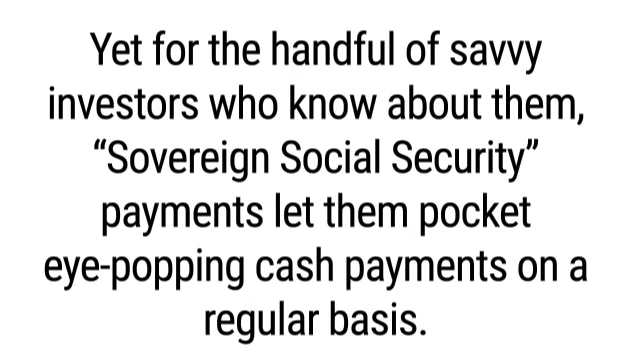 Yet for the handful of savvy
investors who know about them,
“Sovereign Social Security”
payments let them pocket
eye-popping cash payments on a
regular basis.